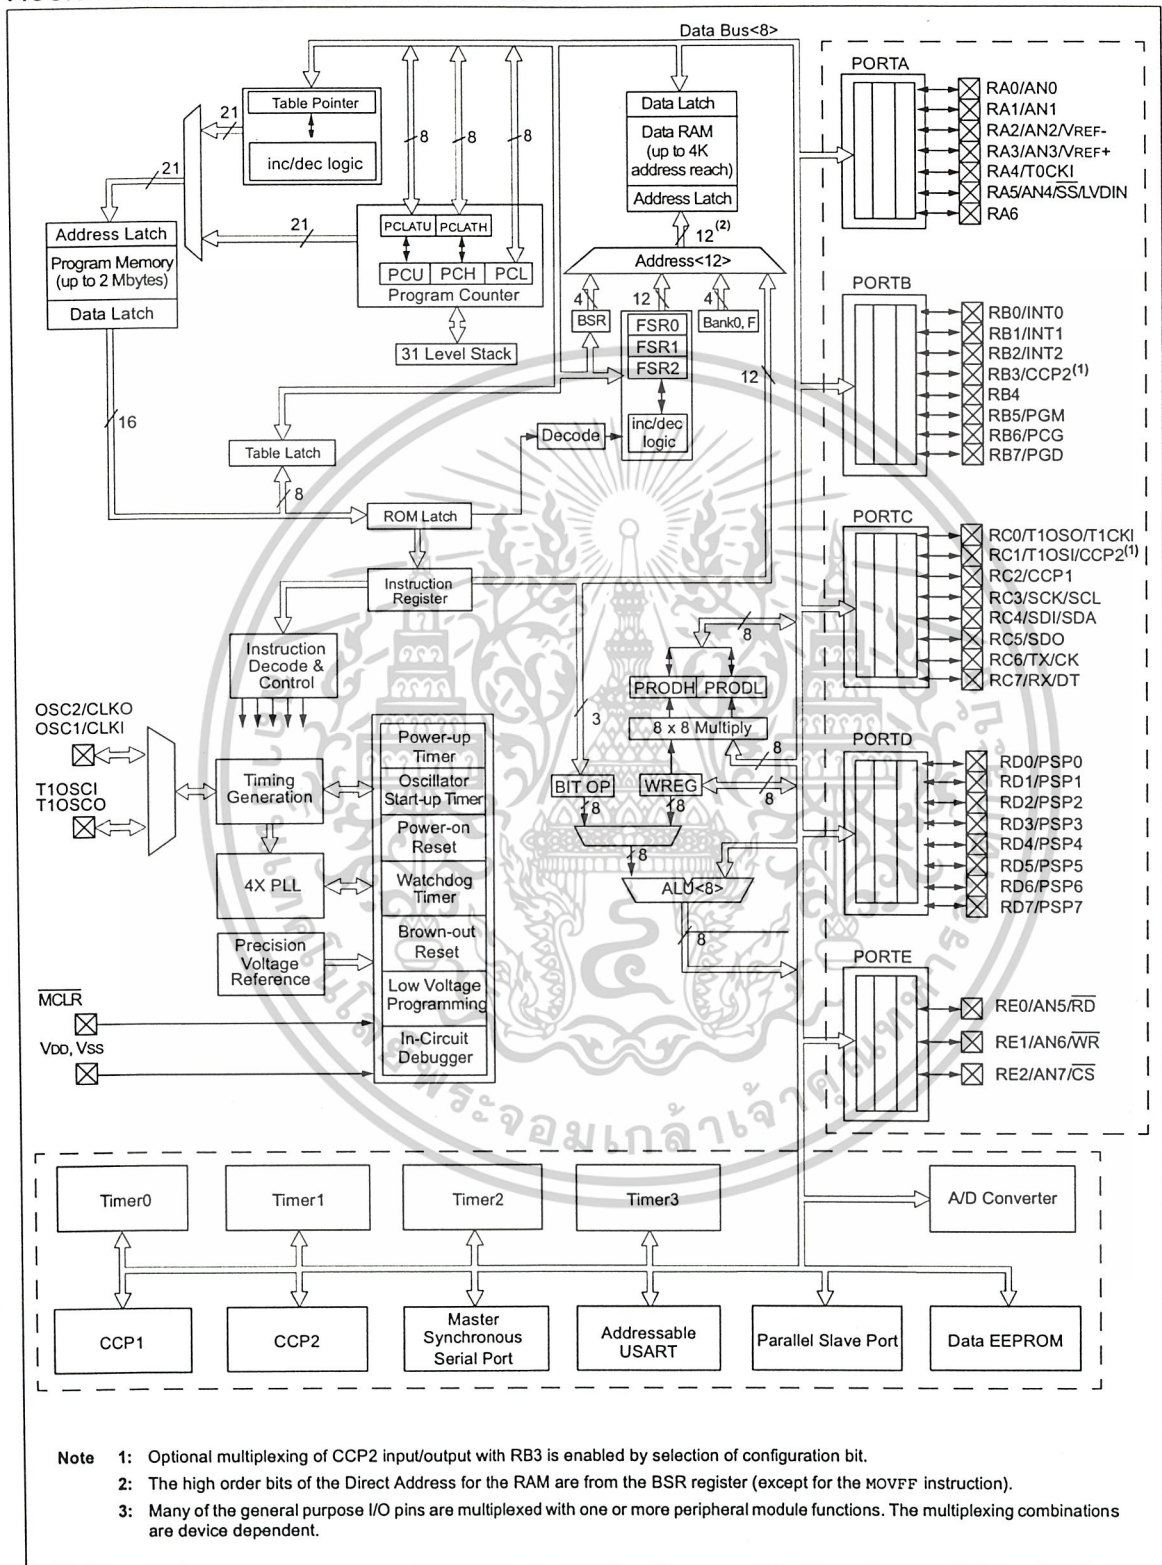 Data Bus<8>
Table Pointer
21
inc/dec logic
21
8
8
8
PCLATU PCLATH
21
PCU PCH PCL
Program Counter
31 Level Stack
Address Latch
Program Memory
(up to 2 Mbytes)
Data Latch
16
Table Latch
8
ROM Latch
Instruction
Register
Data Latch
Data RAM
(up to 4K
address reach)
Address Latch
12(2)
Address<12>
4
12
4
BSR
FSR0
FSR1
FSR2
Bank0, F
12
inc/dec
logic
Decode
Instruction
Decode &
Control
OSC2/CLKO
OSC1/CLKI
T1OSCI
T1OSCO
Timing
Generation
4X PLL
Precision
Voltage
Reference
MCLR
VDD, VSS
Power-up
Timer
Oscillator
Start-up Timer
Power-on
Reset
Watchdog
Timer
Brown-out
Reset
Low Voltage
Programming
In-Circuit
Debugger
8
PRODH PRODL
3
8 x 8 Multiply
8
BIT OP
WREG
8
8
8
8
ALU<8>
8
PORTA
RA0/AN0
RA1/AN1
RA2/AN2/VREF-
RA3/AN3/VREF+
RA4/T0CKI
RA5/AN4/SS/LVDIN
RA6
PORTB
RB0/INT0
RB1/INT1
RB2/INT2
RB3/CCP2(1)
RB4
RB5/PGM
RB6/PCG
RB7/PGD
PORTC
RC0/T1OSO/T1CKI
RC1/T1OSI/CCP2(1)
RC2/CCP1
RC3/SCK/SCL
RC4/SDI/SDA
RC5/SDO
RC6/TX/CK
RC7/RX/DT
PORTD
RD0/PSP0
RD1/PSP1
RD2/PSP2
RD3/PSP3
RD4/PSP4
RD5/PSP5
RD6/PSP6
RD7/PSP7
PORTE
RE0/AN5/RD
RE1/AN6/WR
RE2/AN7/CS
Timer0
Timer1
Timer2
Timer3
A/D Converter
CCP1
CCP2
Master
Synchronous
Serial Port
Addressable
USART
Parallel Slave Port
Data EEPROM
Note 1: Optional multiplexing of CCP2 input/output with RB3 is enabled by selection of configuration bit.
2: The high order bits of the Direct Address for the RAM are from the BSR register (except for the MOVFF instruction).
3: Many of the general purpose I/O pins are multiplexed with one or more peripheral module functions. The multiplexing combinations
are device dependent.